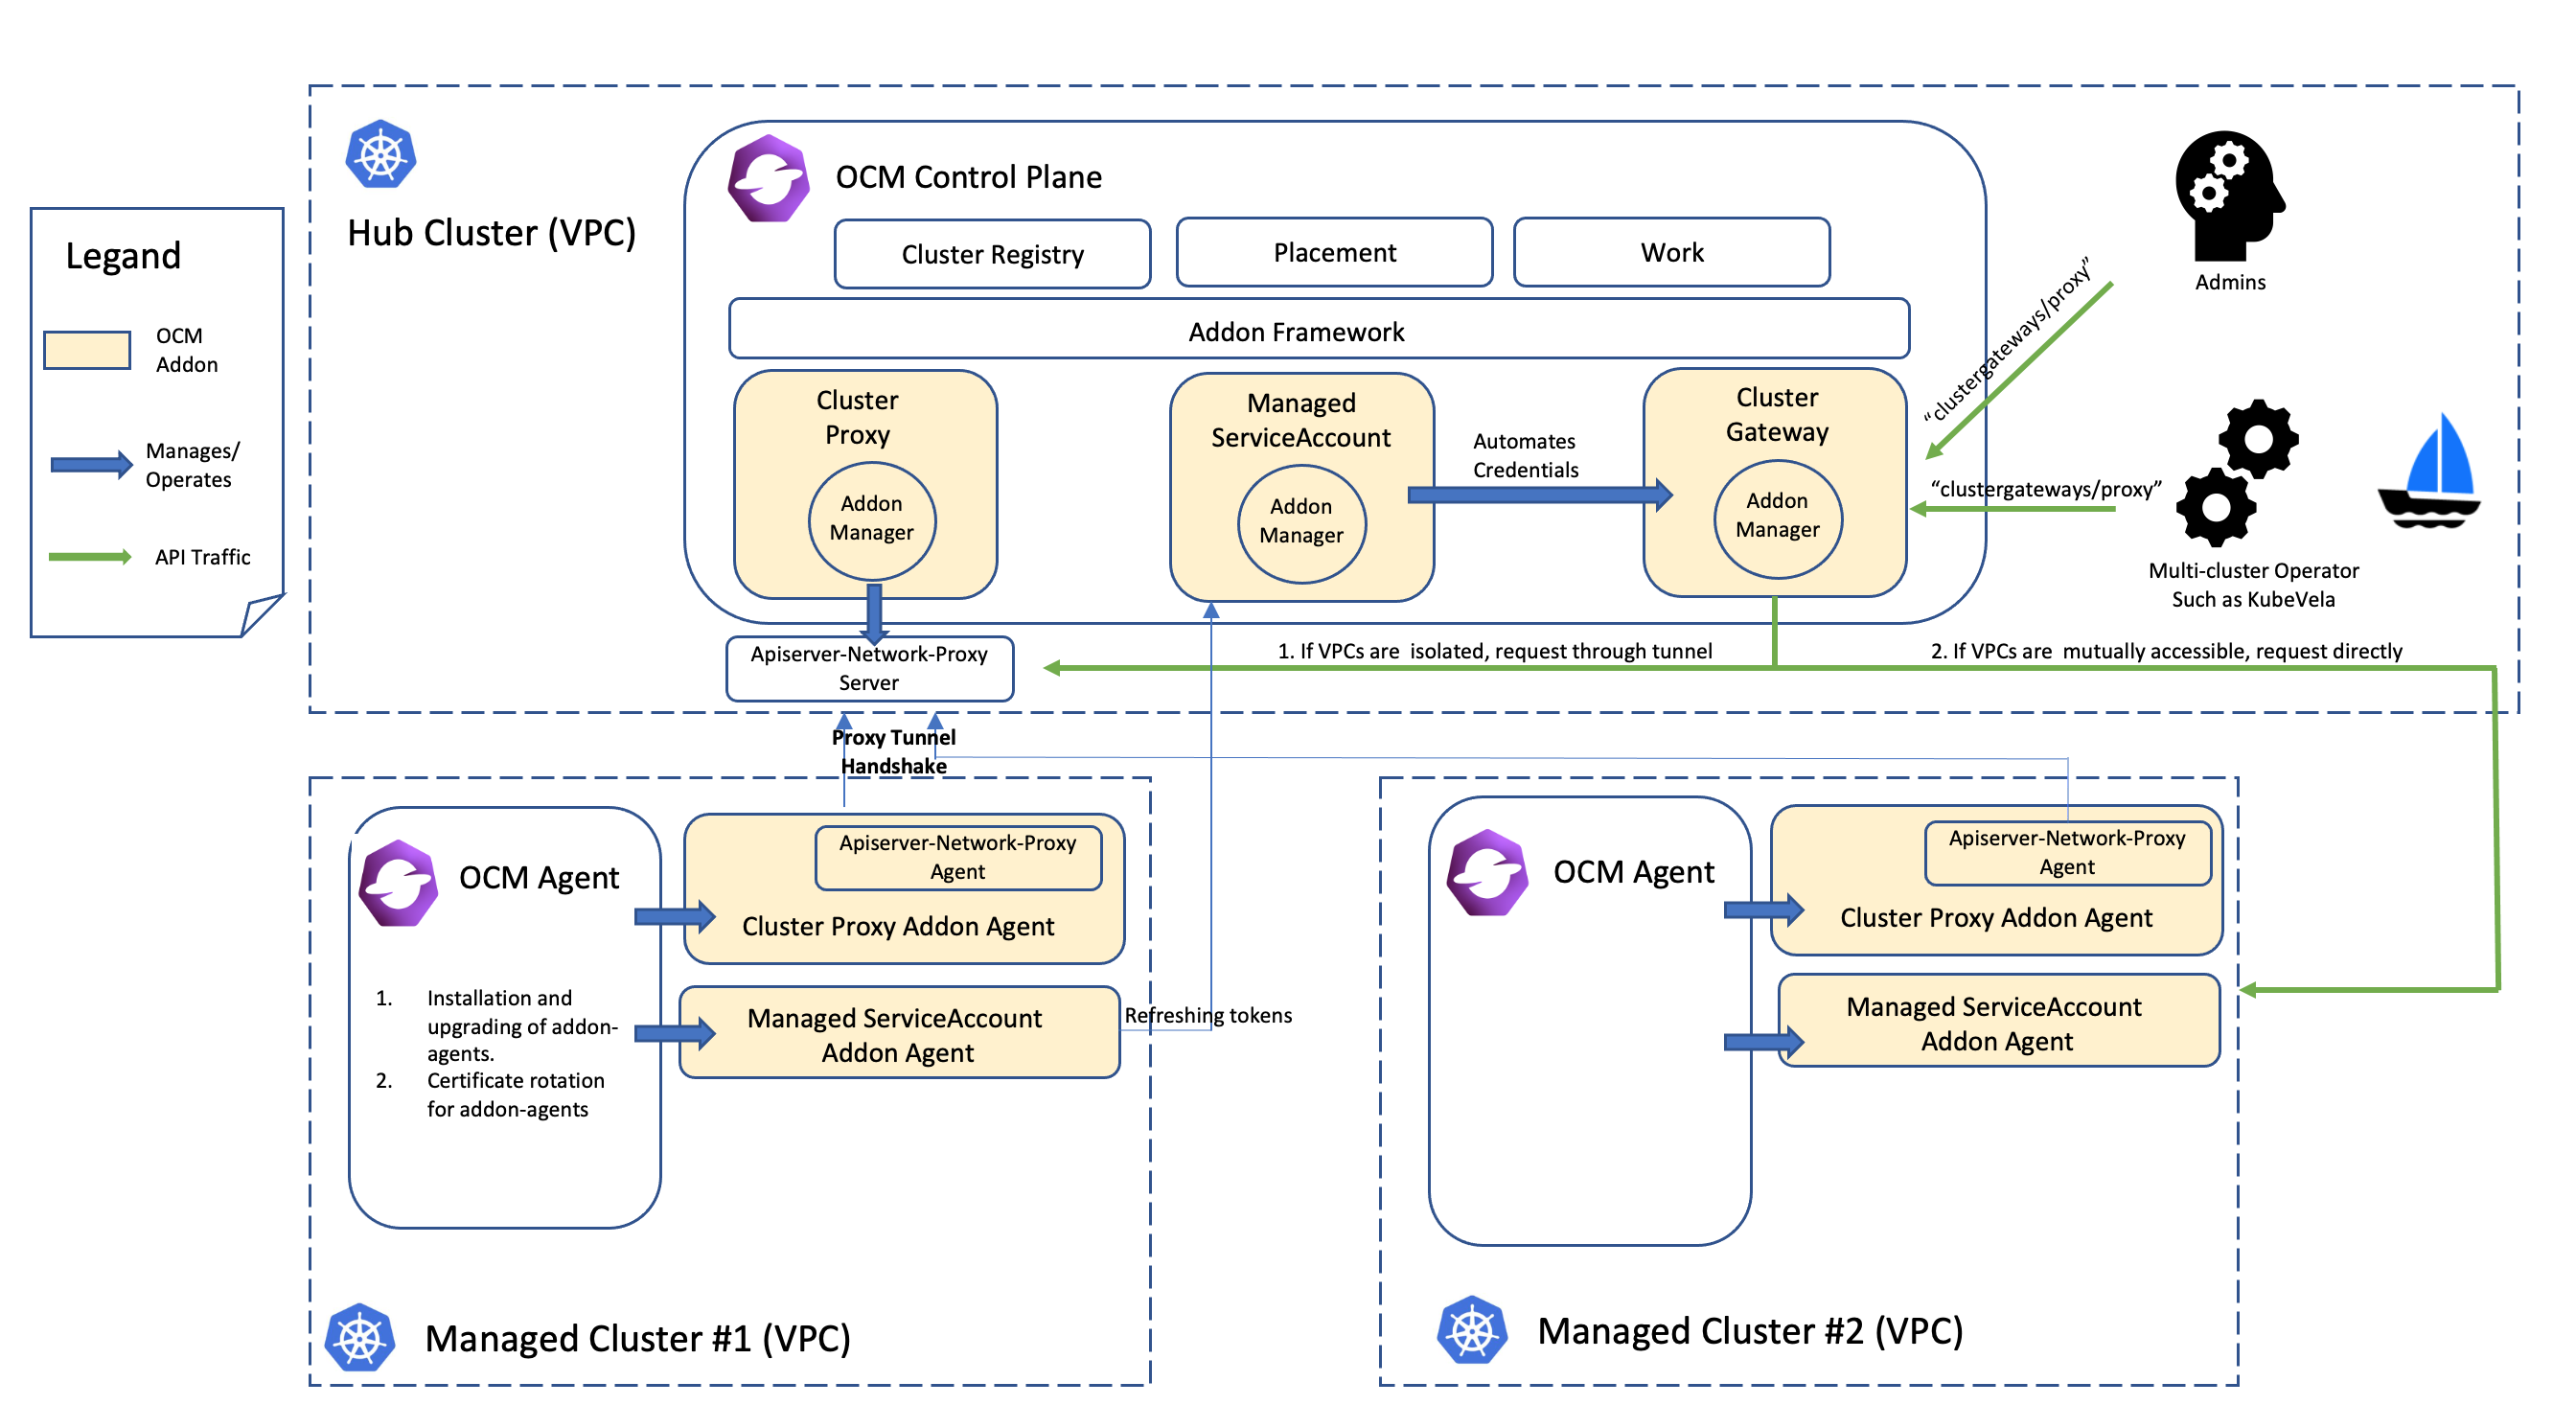 Legand
OCM
Addon
Manages/
Operates
API Traffic
Hub Cluster (VPC)
OCM Control Plane
Cluster Registry
Placement
Work
Addon Framework
Cluster
Proxy
Addon
Manager
Managed
ServiceAccount
Addon
Manager
Automates
Credentials
Cluster
Gateway
Addon
Manager
Admins
“clustergateways/proxy”
“clustergateways/proxy”
Multi-cluster Operator
Such as KubeVela
Apiserver-Network-Proxy
Server
1. If VPCs are  isolated, request through tunnel
2. If VPCs are  mutually accessible, request directly
Proxy Tunnel
Handshake
OCM Agent
1. Installation and
upgrading of addon-
agents.
2. Certificate rotation
for addon-agents
Apiserver-Network-Proxy
Agent
Cluster Proxy Addon Agent
Managed ServiceAccount
Addon Agent
Refreshing tokens
Managed Cluster #1 (VPC)
OCM Agent
Apiserver-Network-Proxy
Agent
Cluster Proxy Addon Agent
Managed ServiceAccount
Addon Agent
Managed Cluster #2 (VPC)